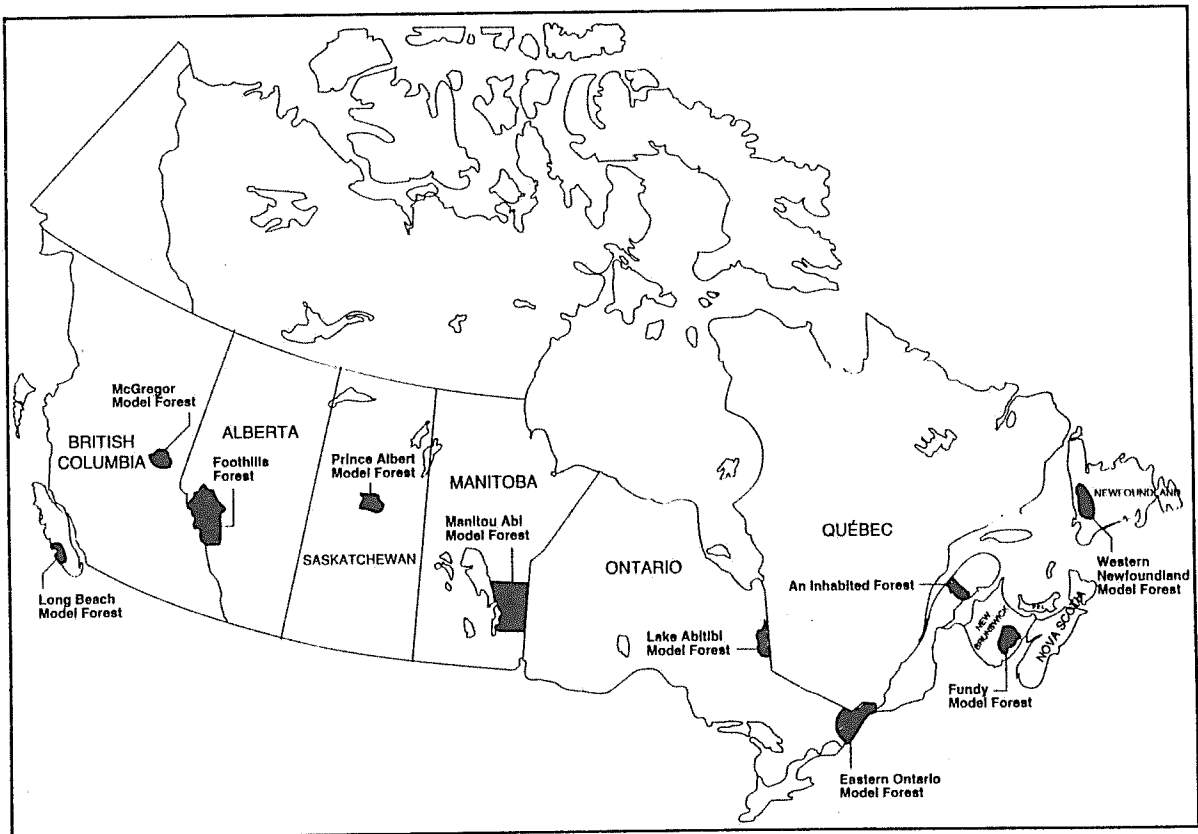 McGregor
Model Forest
BRITISH
COLUMBIA
ALBERTA
Foothills
Forest
Prince Albert
Model Forest
MANITOBA
Manitou Abi
Model Forest
SASKATCHEWAN
Long Beach
Model Forest
ONTARIO
Lake Abitibi
Model Forest
QUÉBEC
An Inhabited Forest
NEWFOUNDLAND
Western
Newfoundland
Model Forest
NEW
BRUNSWICK
PEI
NOVA SCOTIA
Fundy
Model Forest
Eastern Ontario
Model Forest